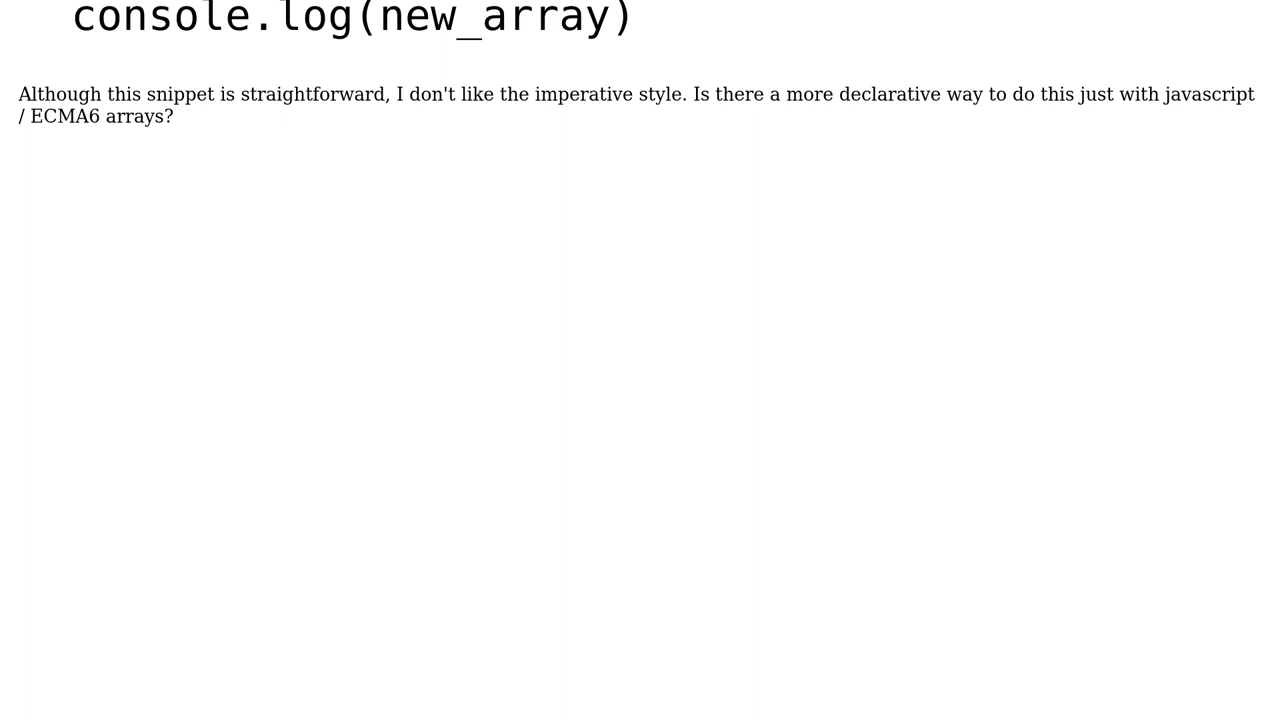 console.log(new_array)
Although this snippet is straightforward, I don't like the imperative style. Is there a more declarative way to do this just with javascript
/ ECMA6 arrays?